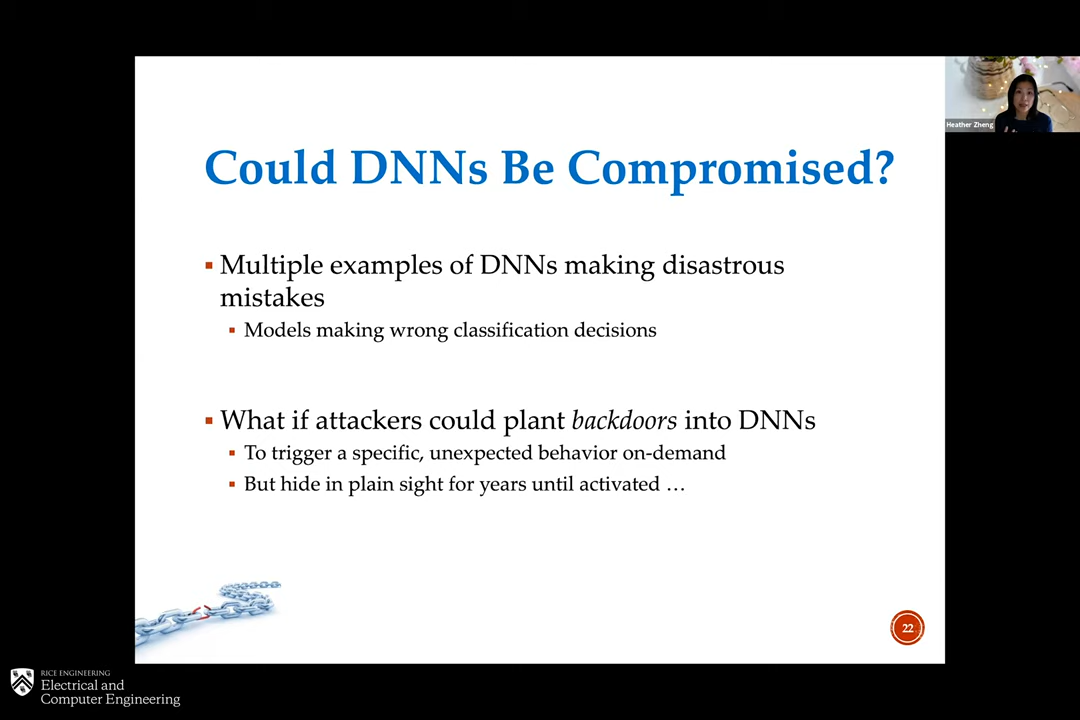 Heather Zheng
Could DNNs Be Compromised?
▪ Multiple examples of DNNs making disastrous
mistakes
▪ Models making wrong classification decisions
▪ What if attackers could plant backdoors into DNNs
▪ To trigger a specific, unexpected behavior on-demand
▪ But hide in plain sight for years until activated …
22
RICE ENGINEERING
Electrical and
Computer Engineering